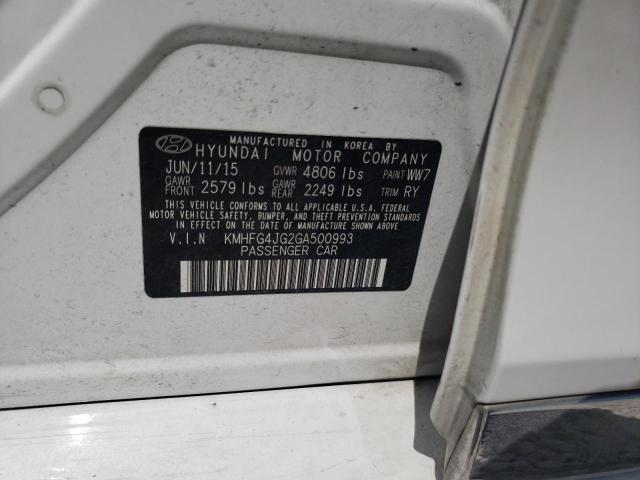 MANUFACTURED IN KOREA BY
HYUNDAI MOTOR COMPANY
JUN/11/15 GVWR 4806 lbs PAINT WW7
GAWR FRONT 2579 lbs GAWR REAR 2249 lbs TRIM RY
THIS VEHICLE CONFORMS TO ALL APPLICABLE U.S.A. FEDERAL
MOTOR VEHICLE SAFETY, BUMPER, AND THEFT PREVENTION
STANDARDS IN EFFECT ON THE DATE OF MANUFACTURE SHOWN ABOVE.
V.I.N KMHFG4JG2GA500993
PASSENGER CAR